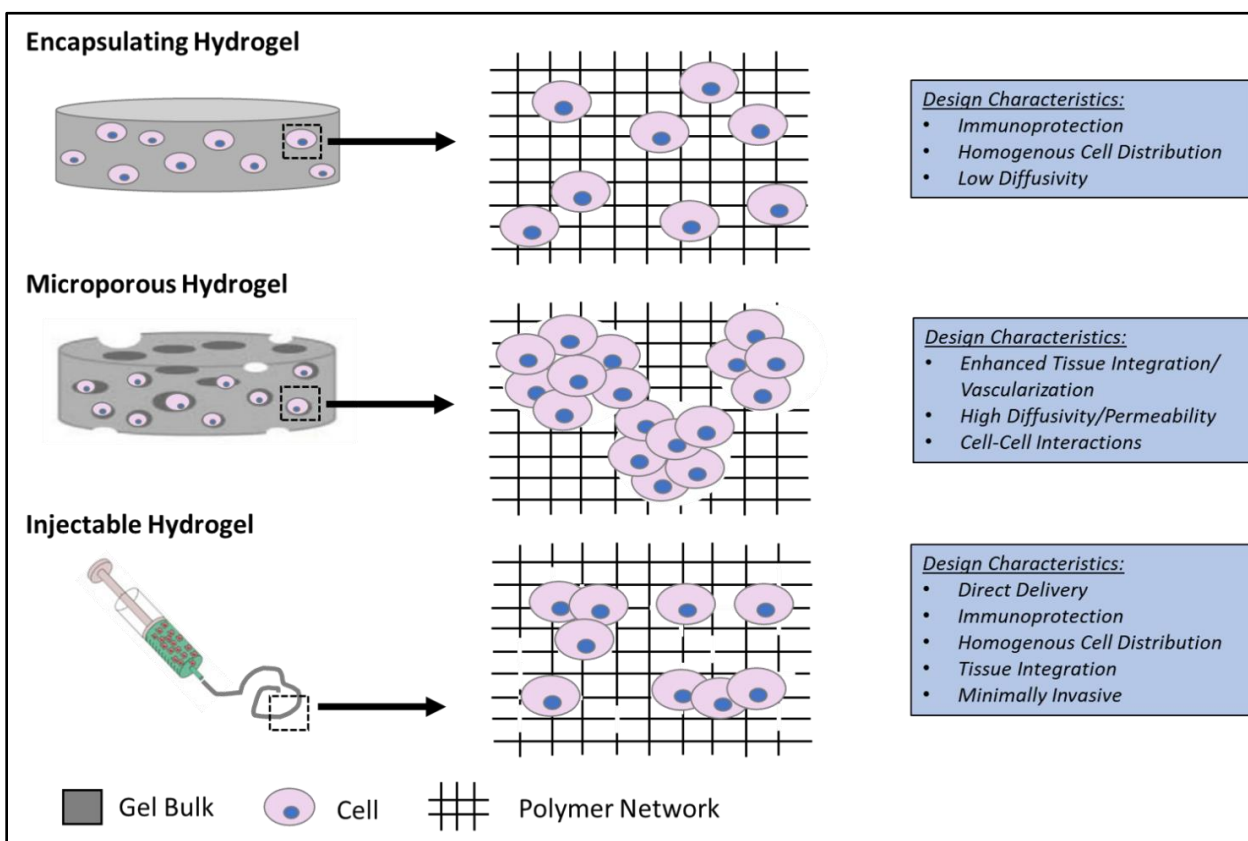 Encapsulating Hydrogel
Design Characteristics:
• Immunoprotection
• Homogenous Cell Distribution
• Low Diffusivity
Microporous Hydrogel
Design Characteristics:
• Enhanced Tissue Integration/
Vascularization
• High Diffusivity/Permeability
• Cell-Cell Interactions
Injectable Hydrogel
Design Characteristics:
• Direct Delivery
• Immunoprotection
• Homogenous Cell Distribution
• Tissue Integration
• Minimally Invasive
Gel Bulk
Cell
Polymer Network